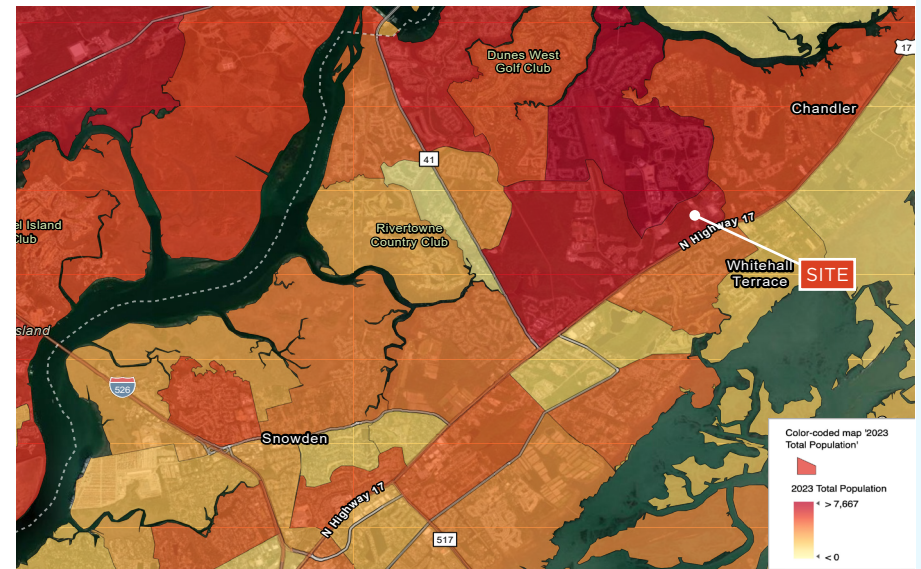 Dunes West
Golf Club
17
Chandler
41
el Island
Club
Rivertowne
Country Club
N Highway 17
Whitehall
Terrace
SITE
sland
526
Snowden
N Highway 17
517
Color-coded map '2023
Total Population'
2023 Total Population
> 7,667
< 0